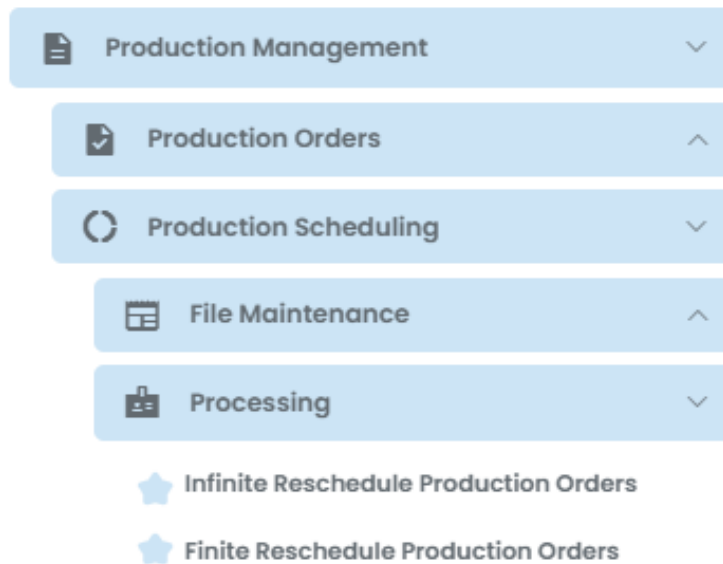 Production Management
Production Orders
Production Scheduling
File Maintenance
Processing
Infinite Reschedule Production Orders
Finite Reschedule Production Orders